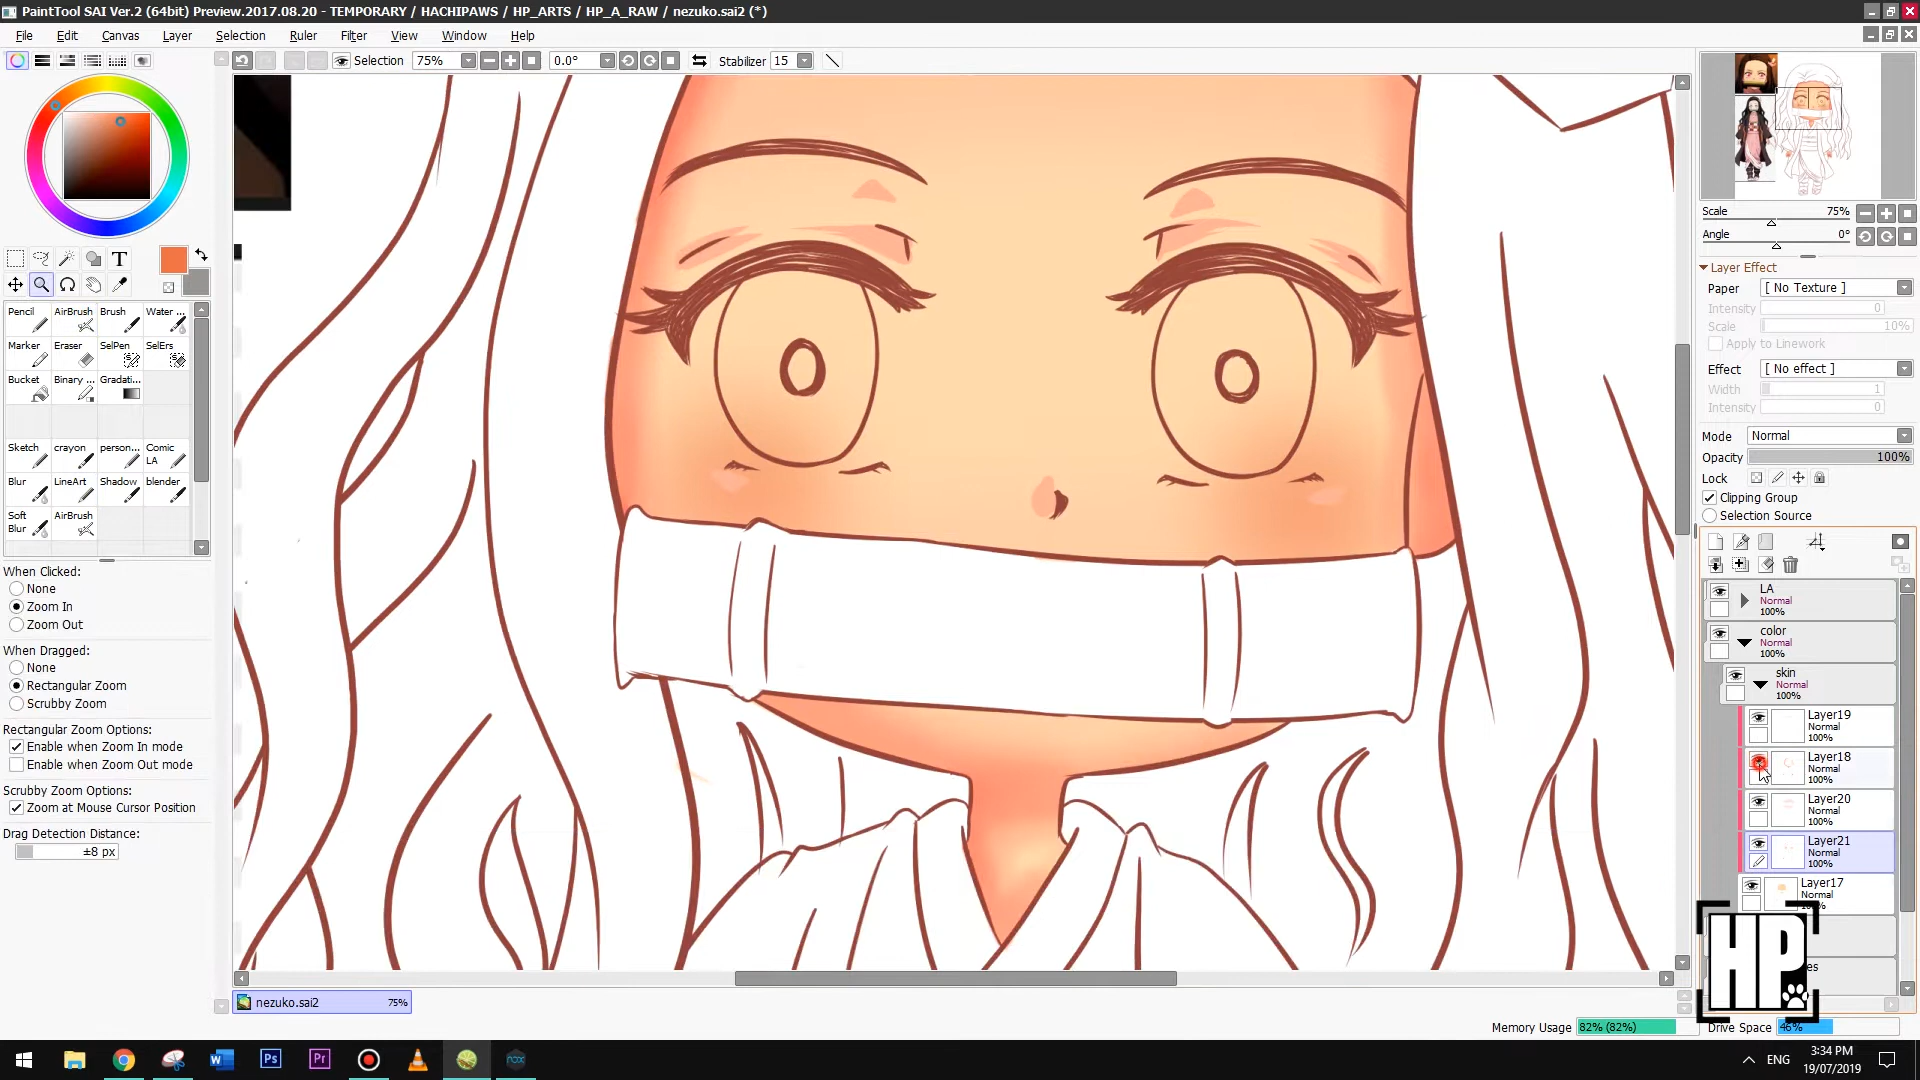 PaintTool SAI Ver.2 (64bit) Preview.2017.08.20 - TEMPORARY / HACHIPAWS / HP_ARTS / HP_A_RAW / nezuko.sai2 (*)
File Edit Canvas Layer Selection Ruler Filter View Window Help
Selection 75% 0.0° Stabilizer 15
T
Pencil AirBrush Brush Water ...
Marker Eraser SelPen SelErs
Bucket Binary ... Gradati...
Sketch crayon person... Comic LA
Blur LineArt Shadow blender
Soft Blur AirBrush
When Clicked:
None
Zoom In
Zoom Out
When Dragged:
None
Rectangular Zoom
Scrubby Zoom
Rectangular Zoom Options:
Enable when Zoom In mode
Enable when Zoom Out mode
Scrubby Zoom Options:
Zoom at Mouse Cursor Position
Drag Detection Distance:
±8 px
Scale 75%
Angle 0°
Layer Effect
Paper [ No Texture ]
Intensity 0
Scale 10%
Apply to Linework
Effect [ No effect ]
Width 1
Intensity 0
Mode Normal
Opacity 100%
Lock
Clipping Group
Selection Source
LA
Normal
100%
color
Normal
100%
skin
Normal
100%
Layer19
Normal
100%
Layer18
Normal
100%
Layer20
Normal
100%
Layer21
Normal
100%
Layer17
Normal
HP
nezuko.sai2 75%
Memory Usage 82% (82%) Drive Space 46%
W Ps Pr nox
ENG
3:34 PM
19/07/2019